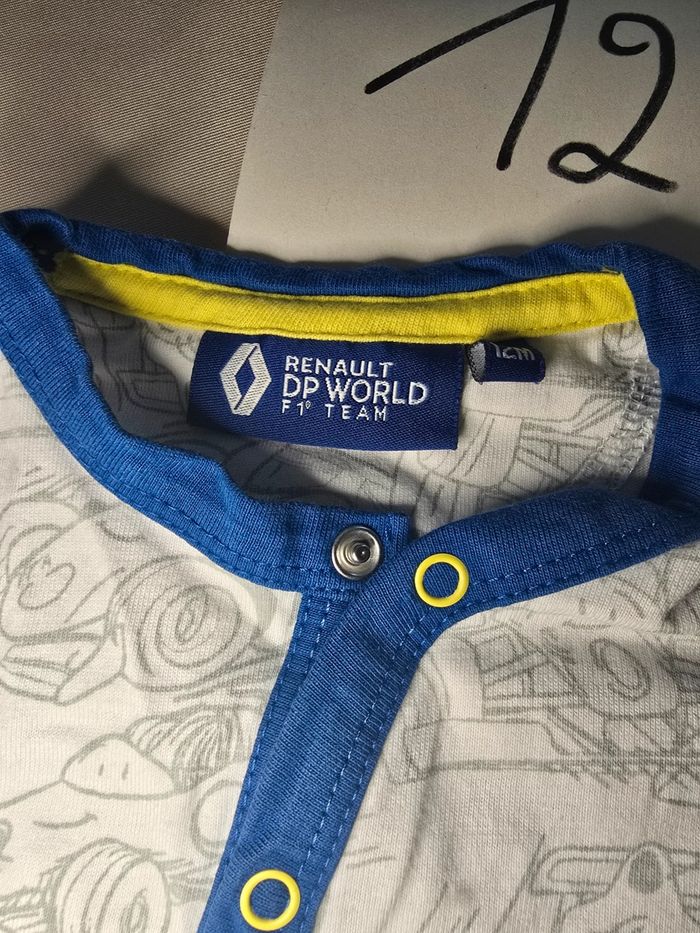 12
RENAULT
DP WORLD
F1® TEAM
12m